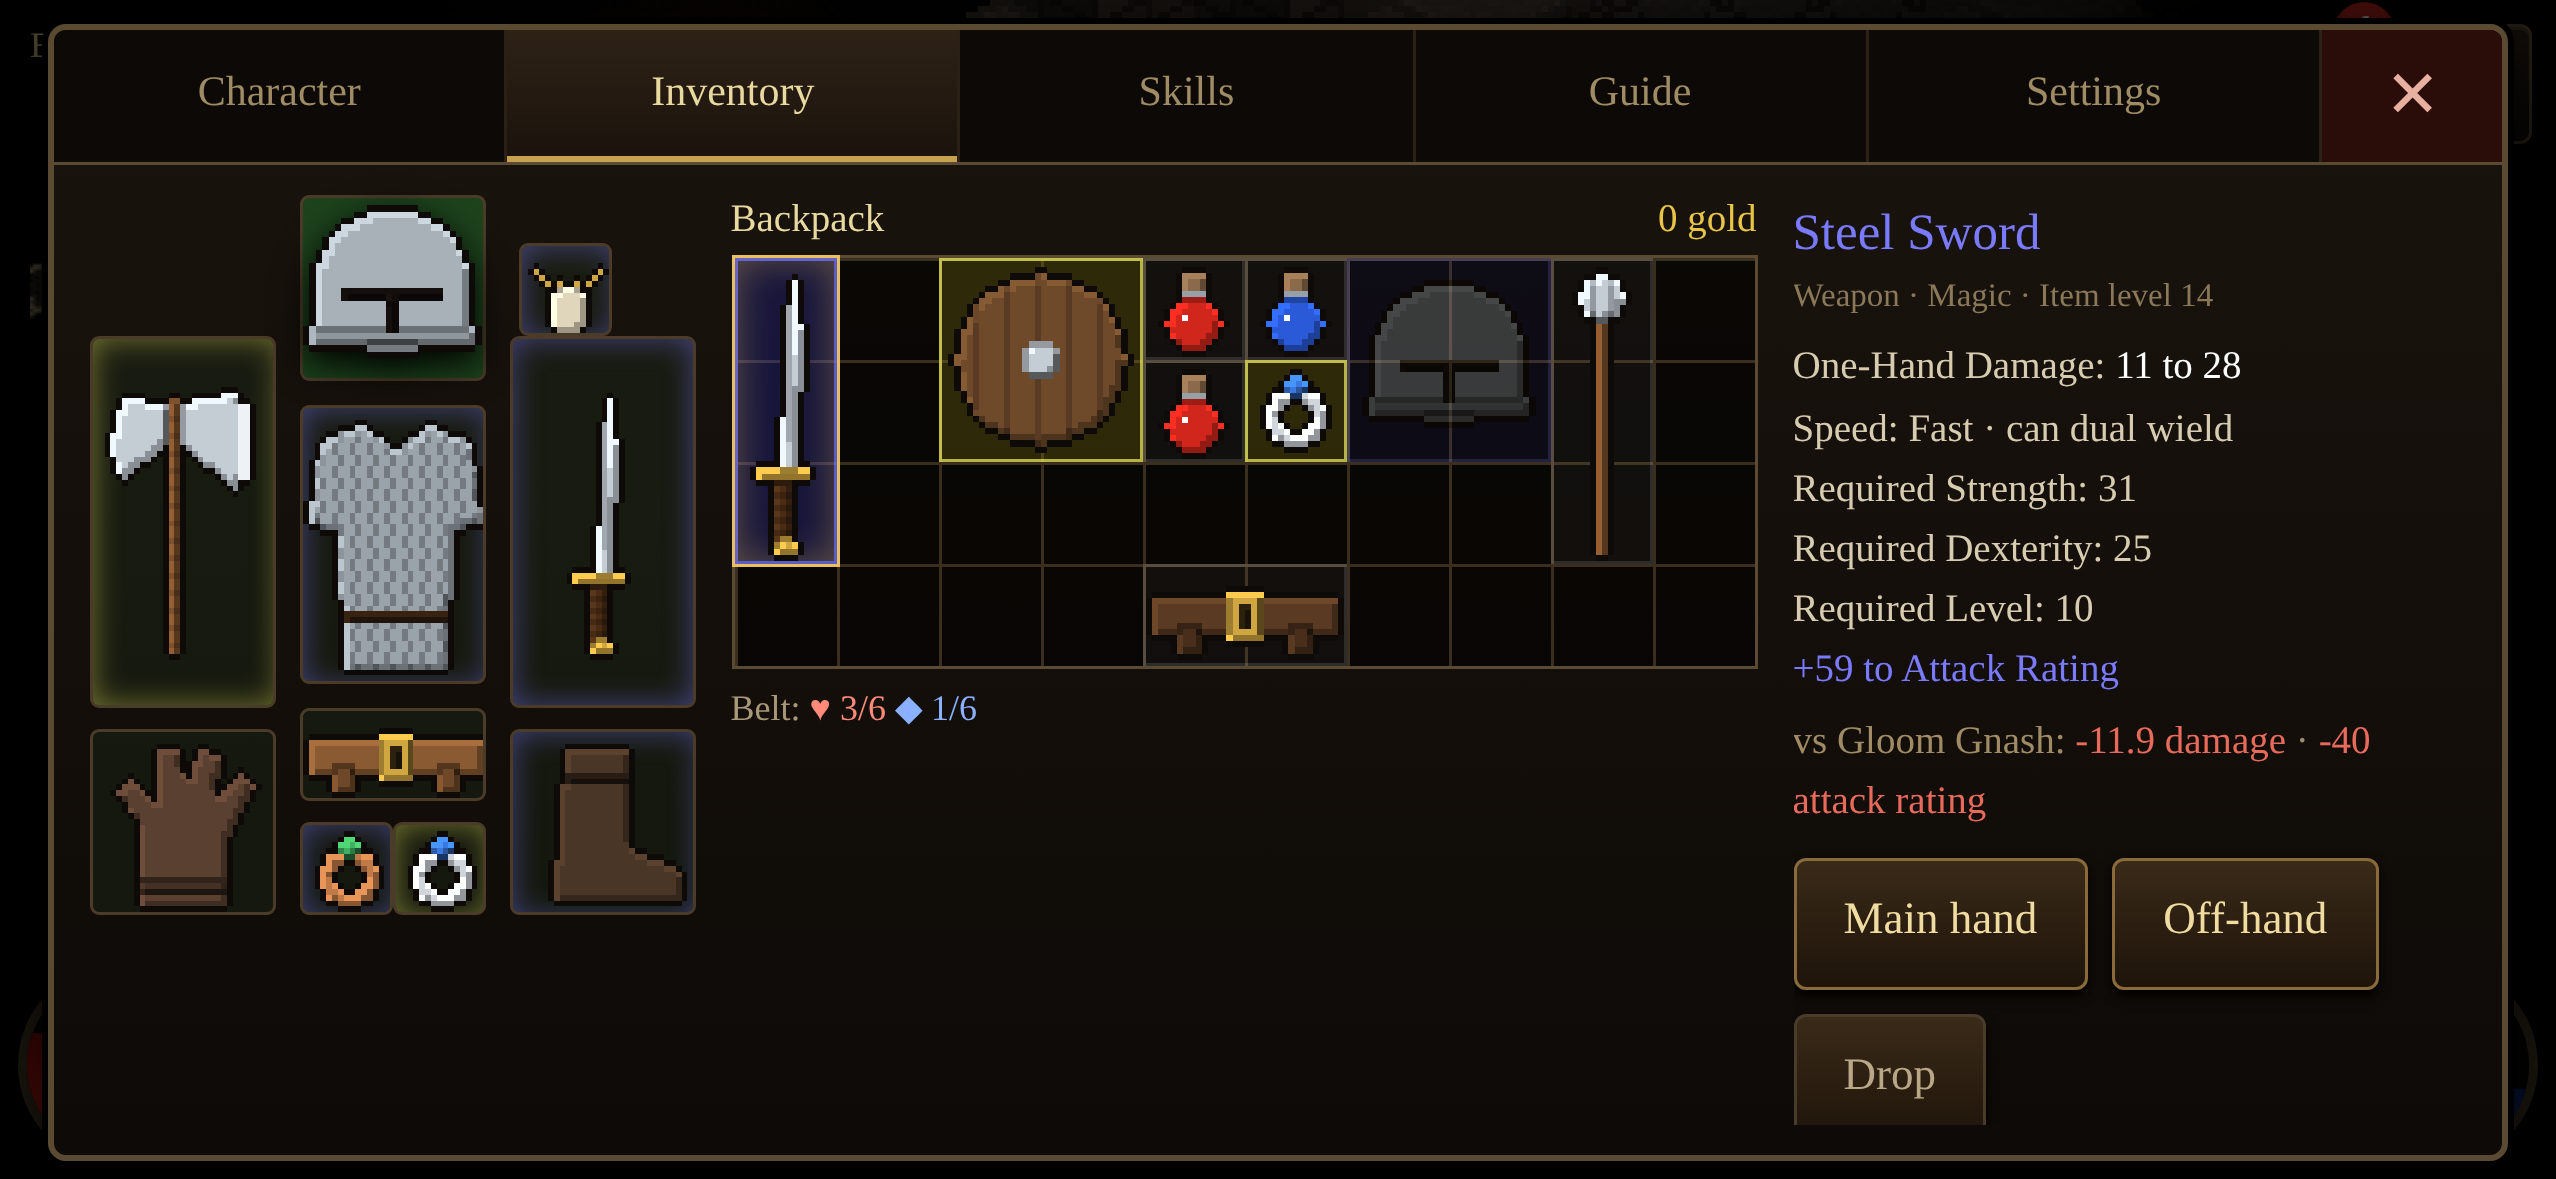 Character
Inventory
Skills
Guide
Settings
✕
Backpack
0 gold
Belt: ♥ 3/6 ◆ 1/6
Steel Sword
Weapon · Magic · Item level 14
One-Hand Damage: 11 to 28
Speed: Fast · can dual wield
Required Strength: 31
Required Dexterity: 25
Required Level: 10
+59 to Attack Rating
vs Gloom Gnash: -11.9 damage · -40
attack rating
Main hand
Off-hand
Drop